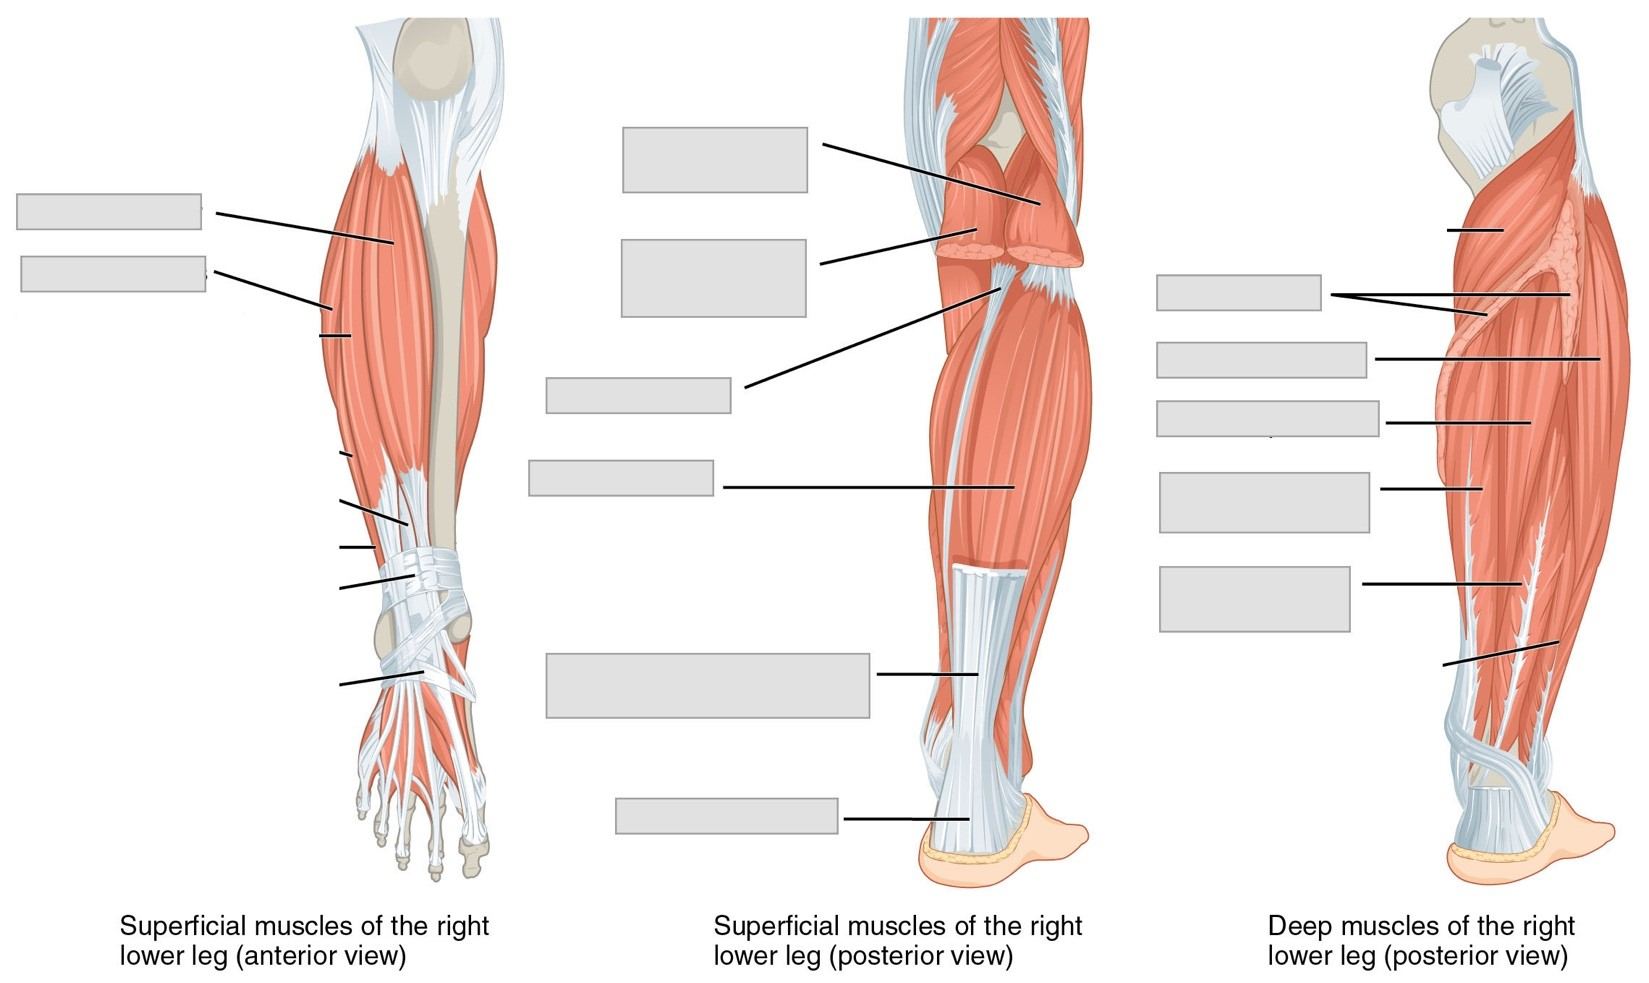 Superficial muscles of the right
lower leg (anterior view)
Superficial muscles of the right
lower leg (posterior view)
Deep muscles of the right
lower leg (posterior view)